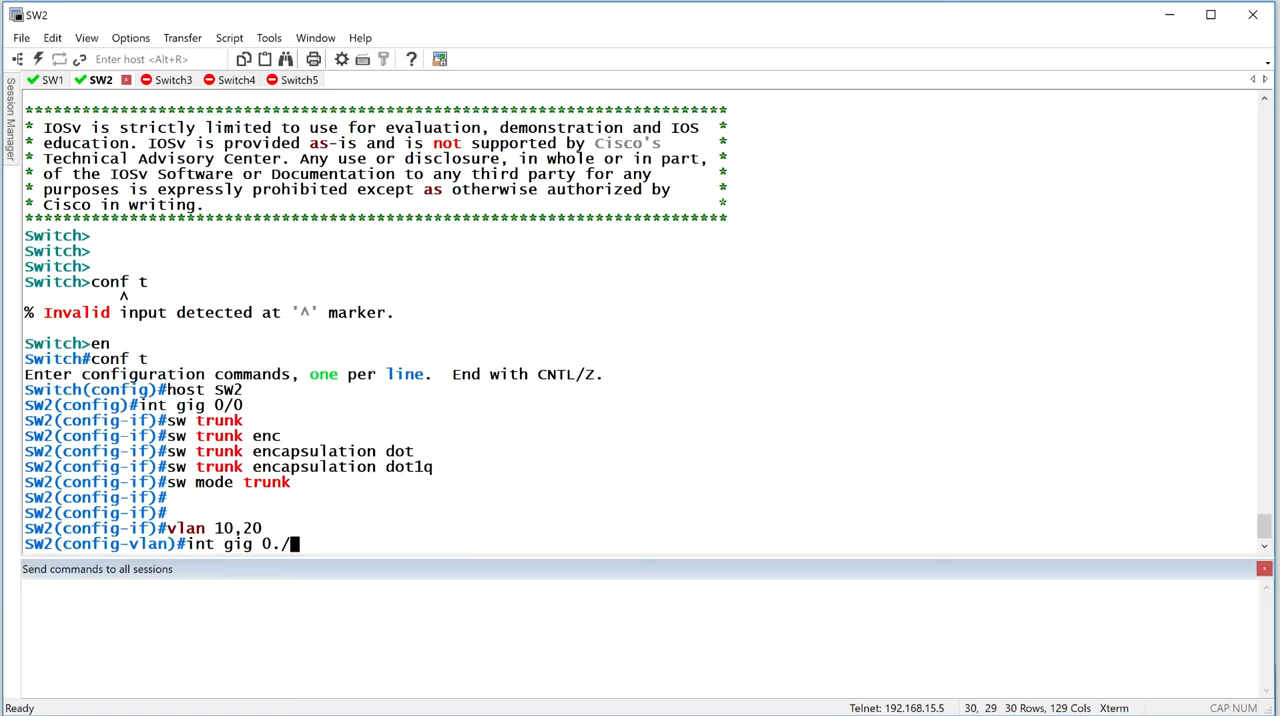 SW2
File Edit View Options Transfer Script Tools Window Help
Enter host <Alt+R>
SW1 SW2 Switch3 Switch4 Switch5
Session Manager
***************************************************************************
* IOSv is strictly limited to use for evaluation, demonstration and IOS *
* education. IOSv is provided as-is and is not supported by Cisco's *
* Technical Advisory Center. Any use or disclosure, in whole or in part, *
* of the IOSv Software or Documentation to any third party for any *
* purposes is expressly prohibited except as otherwise authorized by *
* Cisco in writing. *
***************************************************************************
Switch>
Switch>
Switch>
Switch>conf t
^
% Invalid input detected at '^' marker.
Switch>en
Switch#conf t
Enter configuration commands, one per line. End with CNTL/Z.
Switch(config)#host SW2
SW2(config)#int gig 0/0
SW2(config-if)#sw trunk
SW2(config-if)#sw trunk enc
SW2(config-if)#sw trunk encapsulation dot
SW2(config-if)#sw trunk encapsulation dot1q
SW2(config-if)#sw mode trunk
SW2(config-if)#
SW2(config-if)#
SW2(config-if)#vlan 10,20
SW2(config-vlan)#int gig 0./
Send commands to all sessions
Ready Telnet: 192.168.15.5 30, 29 30 Rows, 129 Cols Xterm CAP NUM